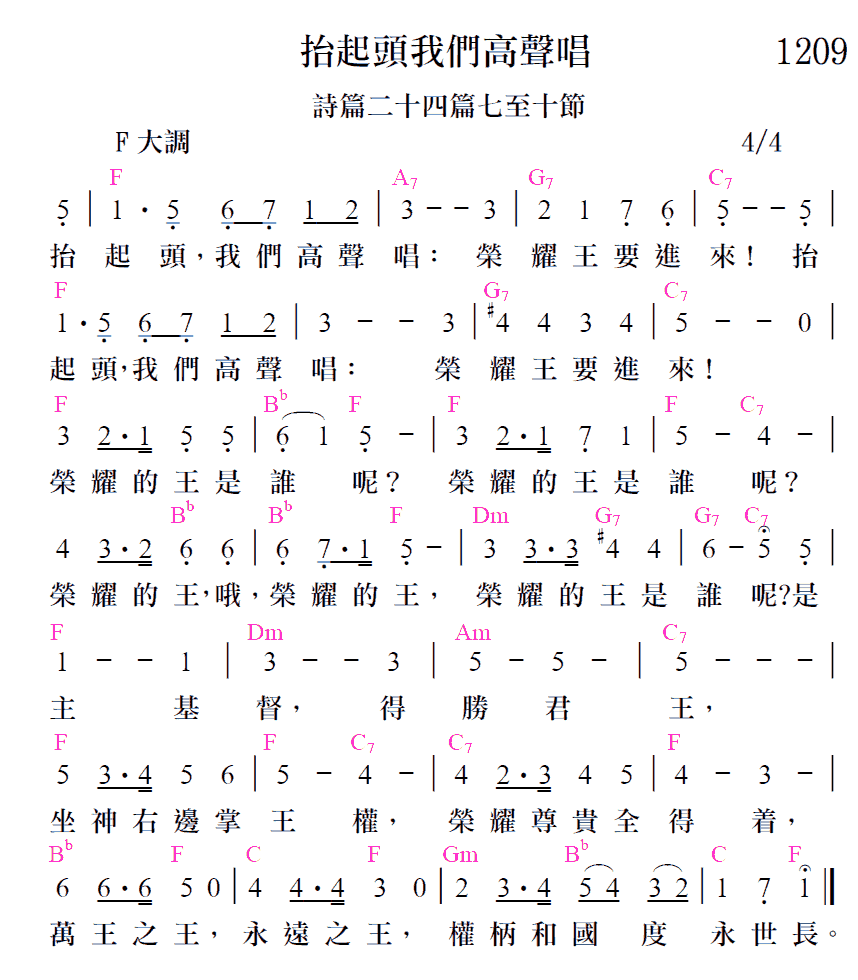 抬起頭我們高聲唱 1209
詩篇二十四篇七至十節
F 大調 4/4
F A7 G7 C7
5 | 1 · 5 6 7 1 2 | 3 - - 3 | 2 1 7 6 | 5 - - 5 |
抬 起 頭，我 們 高 聲 唱： 榮 耀 王 要 進 來！ 抬
F G7 C7
1 · 5 6 7 1 2 | 3 - - 3 | #4 4 3 4 | 5 - - 0 |
起 頭，我 們 高 聲 唱： 榮 耀 王 要 進 來！
F Bb F F F C7
3 2·1 5 5 | 6 1 5 - | 3 2·1 7 1 | 5 - 4 - |
榮 耀 的 王 是 誰 呢？ 榮 耀 的 王 是 誰 呢？
Bb Bb F Dm G7 G7 C7
4 3·2 6 6 | 6 7·1 5 - | 3 3·3 #4 4 | 6 - 5 5 |
榮 耀 的 王，哦，榮 耀 的 王， 榮 耀 的 王 是 誰 呢?是
F Dm Am C7
1 - - 1 | 3 - - 3 | 5 - 5 - | 5 - - - |
主 基 督， 得 勝 君 王，
F F C7 C7 F
5 3·4 5 6 | 5 - 4 - | 4 2·3 4 5 | 4 - 3 - |
坐 神 右 邊 掌 王 權， 榮 耀 尊 貴 全 得 着，
Bb F C F Gm Bb C F
6 6·6 5 0 | 4 4·4 3 0 | 2 3·4 5 4 3 2 | 1 7 1 ||
萬 王 之 王，永 遠 之 王， 權 柄 和 國 度 永 世 長。